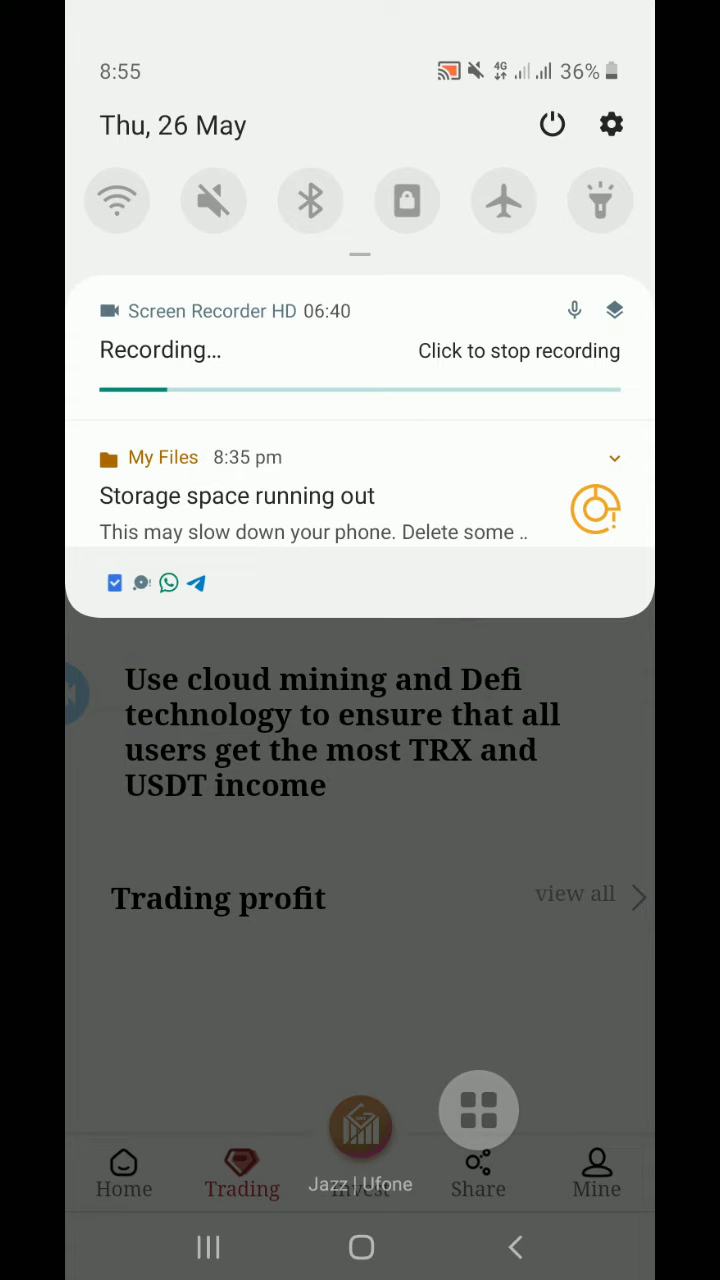 8:55
4G
36%
Thu, 26 May
Screen Recorder HD 06:40
Recording...
Click to stop recording
My Files 8:35 pm
Storage space running out
This may slow down your phone. Delete some ..
Use cloud mining and Defi
technology to ensure that all
users get the most TRX and
USDT income
Trading profit
view all
Home
Trading
Invest
Share
Mine
Jazz | Ufone